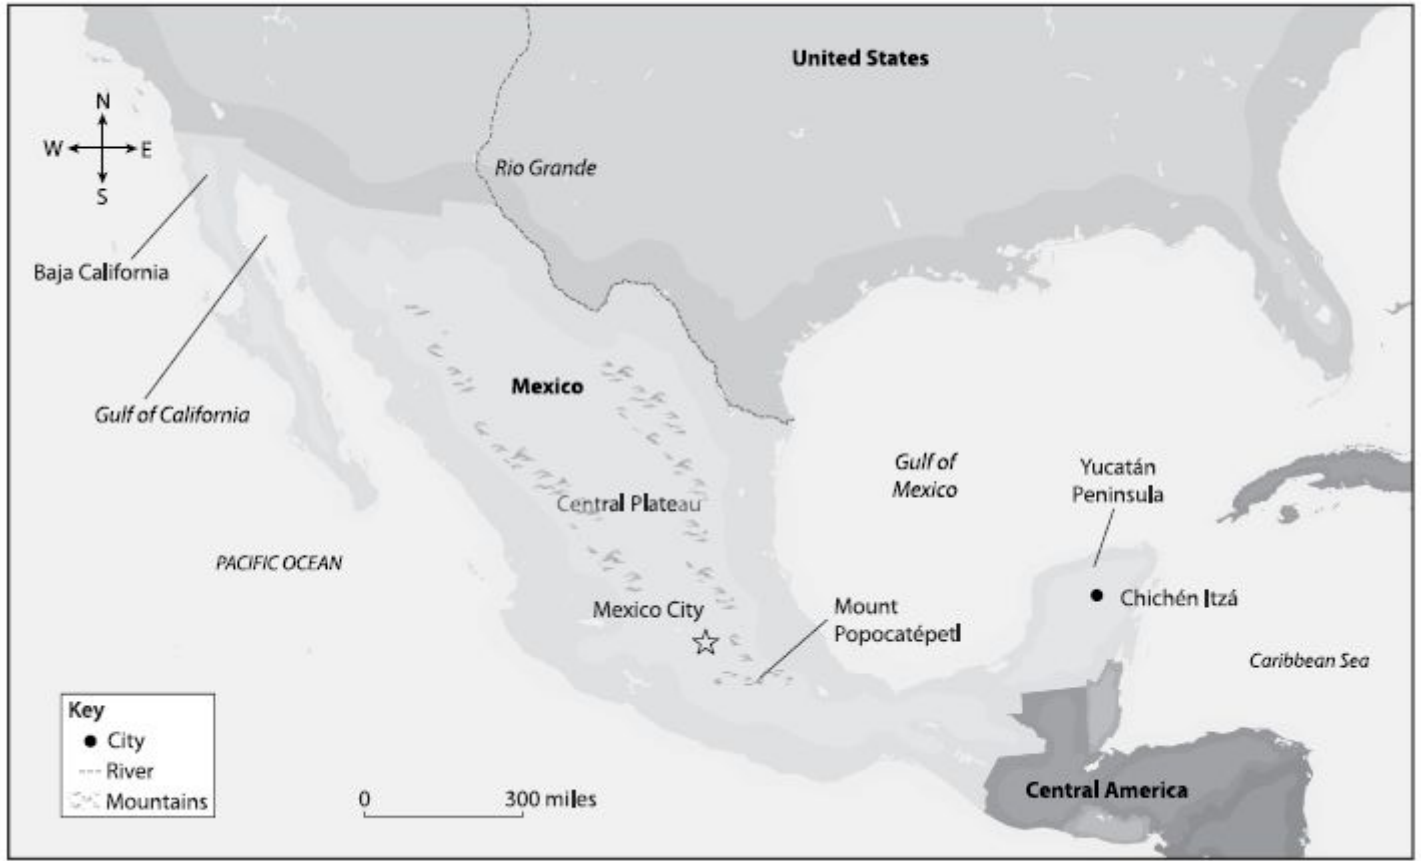 United States
N
W E
S
Rio Grande
Baja California
Mexico
Gulf of California
Gulf of
Mexico
Yucatán
Peninsula
Central Plateau
PACIFIC OCEAN
Mexico City
Mount
Popocatépetl
Chichén Itzá
Caribbean Sea
Key
City
River
Mountains
0 300 miles
Central America